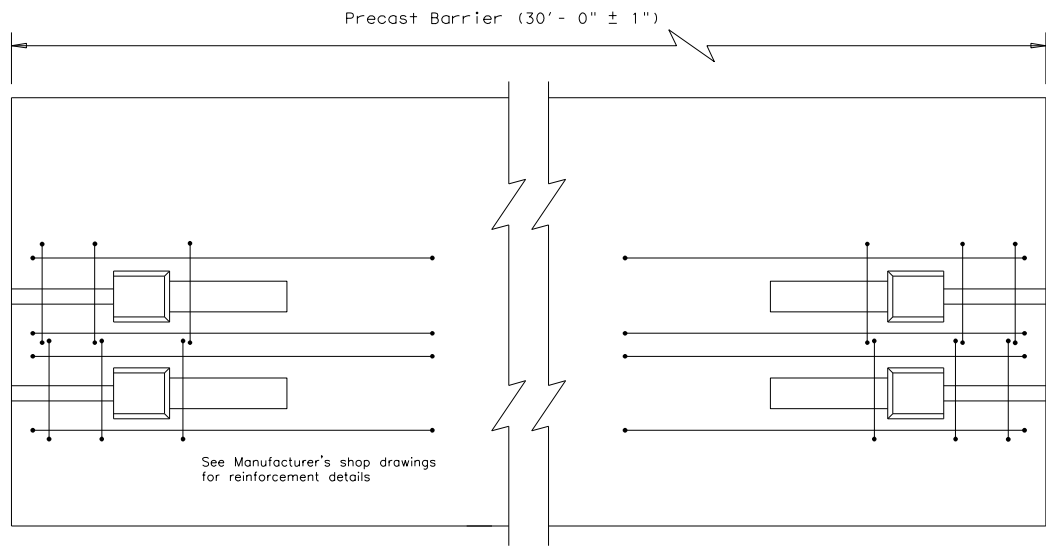 Precast Barrier (30'- 0" ± 1")
See Manufacturer's shop drawings
for reinforcement details